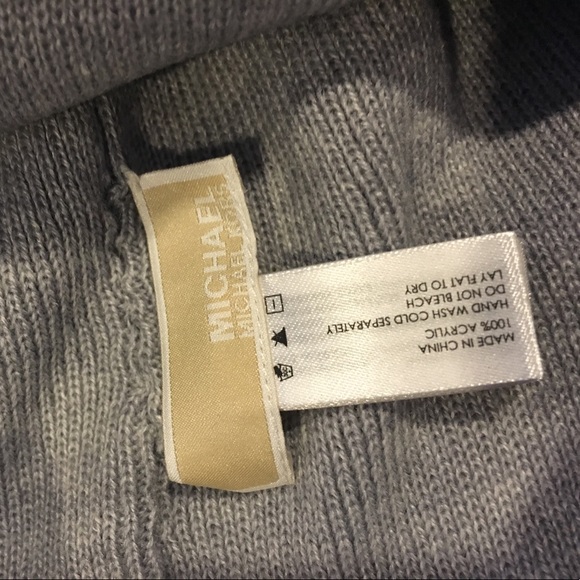 MICHAEL
MICHAEL KORS
MADE IN CHINA
100% ACRYLIC
HAND WASH COLD SEPARATELY
DO NOT BLEACH
LAY FLAT TO DRY